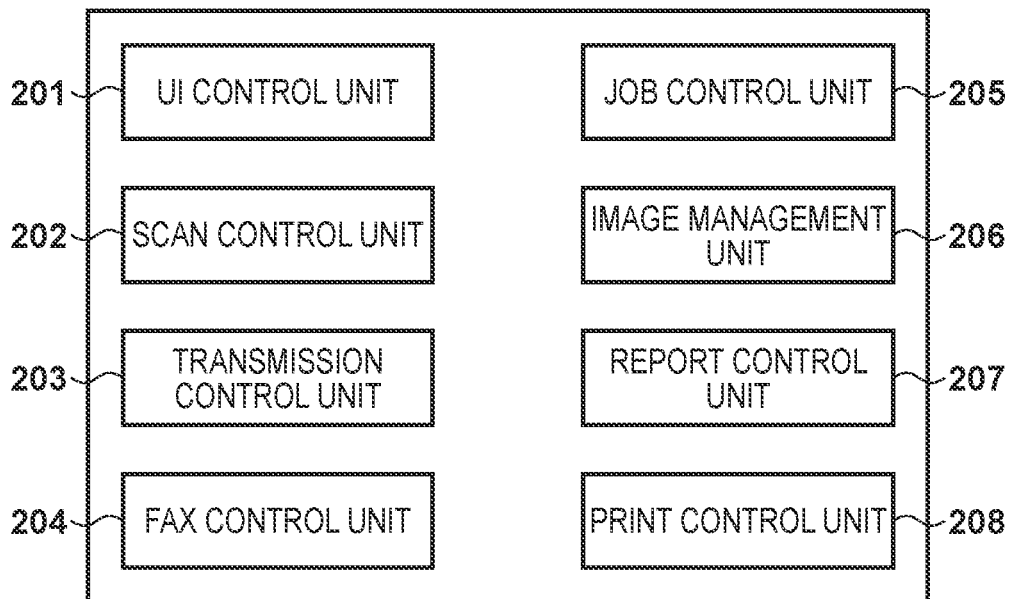 201 UI CONTROL UNIT
JOB CONTROL UNIT 205
202 SCAN CONTROL UNIT
IMAGE MANAGEMENT
UNIT 206
203 TRANSMISSION
CONTROL UNIT
REPORT CONTROL
UNIT 207
204 FAX CONTROL UNIT
PRINT CONTROL UNIT 208